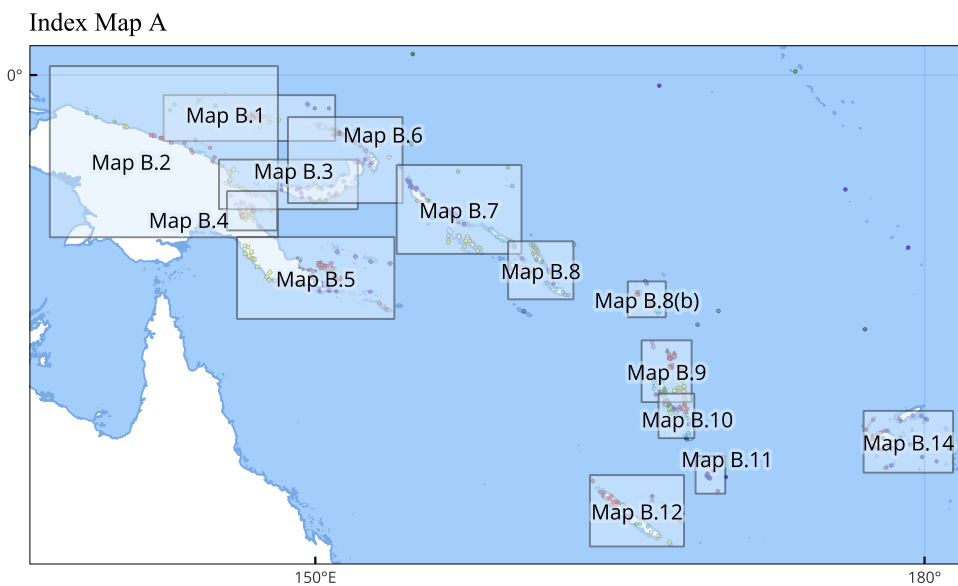 Index Map A
0°
Map B.1
Map B.6
Map B.2
Map B.3
Map B.7
Map B.4
Map B.8
Map B.5
Map B.8(b)
Map B.9
Map B.10
Map B.14
Map B.11
Map B.12
150°E
180°